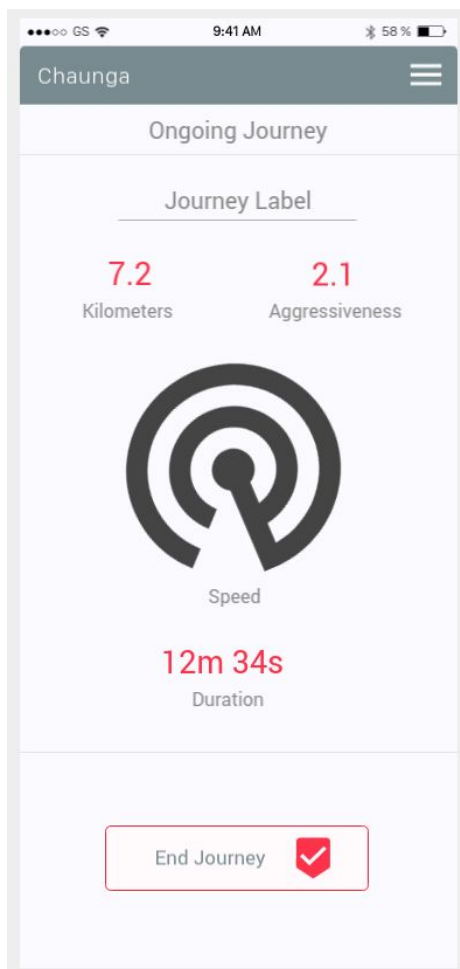 GS 9:41 AM 58 %
Chaunga
Ongoing Journey
Journey Label
7.2 2.1
Kilometers Aggressiveness
Speed
12m 34s
Duration
End Journey